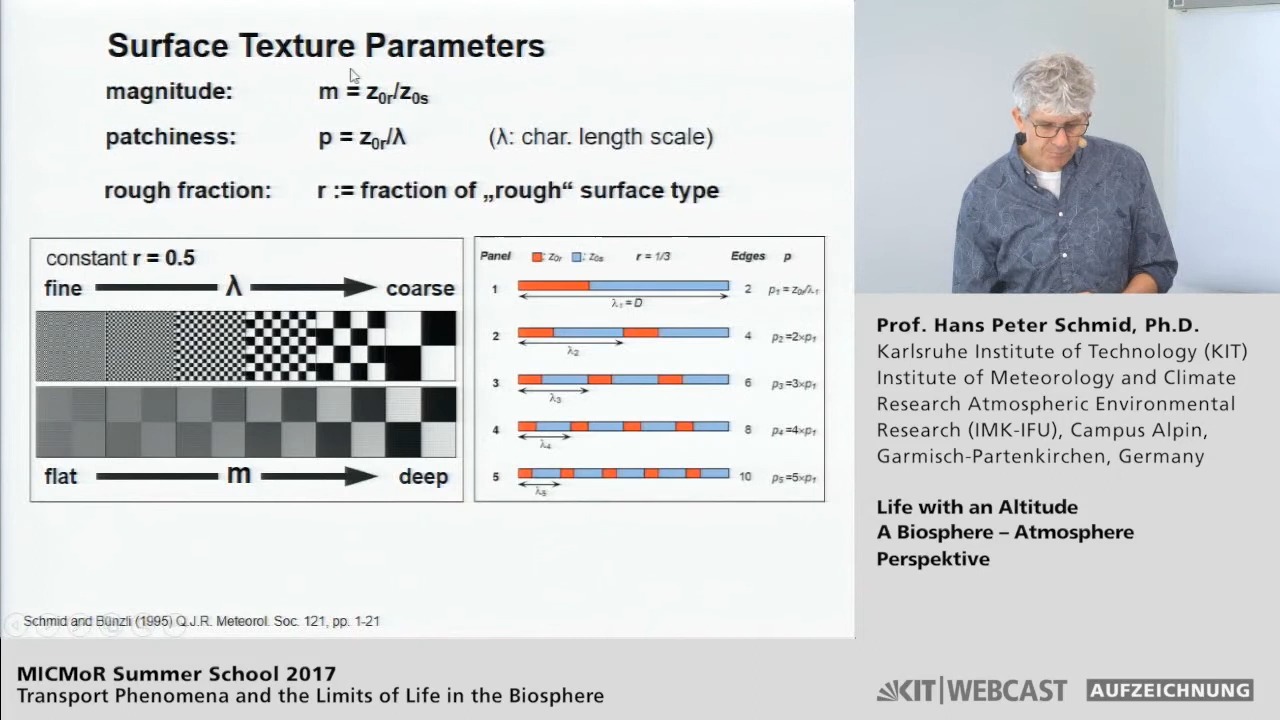 Surface Texture Parameters
magnitude: m = z0r/z0s
patchiness: p = z0r/λ (λ: char. length scale)
rough fraction: r := fraction of „rough“ surface type
constant r = 0.5
fine λ coarse
flat m deep
Panel : z0r : z0s r = 1/3 Edges p
1 2 p1 = z0r/λ1
λ1 = D
2 4 p2=2×p1
λ2
3 6 p3=3×p1
λ3
4 8 p4=4×p1
λ4
5 10 p5=5×p1
λ5
Schmid and Bünzli (1995) Q.J.R. Meteorol. Soc. 121, pp. 1-21
Prof. Hans Peter Schmid, Ph.D.
Karlsruhe Institute of Technology (KIT)
Institute of Meteorology and Climate
Research Atmospheric Environmental
Research (IMK-IFU), Campus Alpin,
Garmisch-Partenkirchen, Germany
Life with an Altitude
A Biosphere – Atmosphere
Perspektive
MICMoR Summer School 2017
Transport Phenomena and the Limits of Life in the Biosphere
KIT|WEBCAST AUFZEICHNUNG